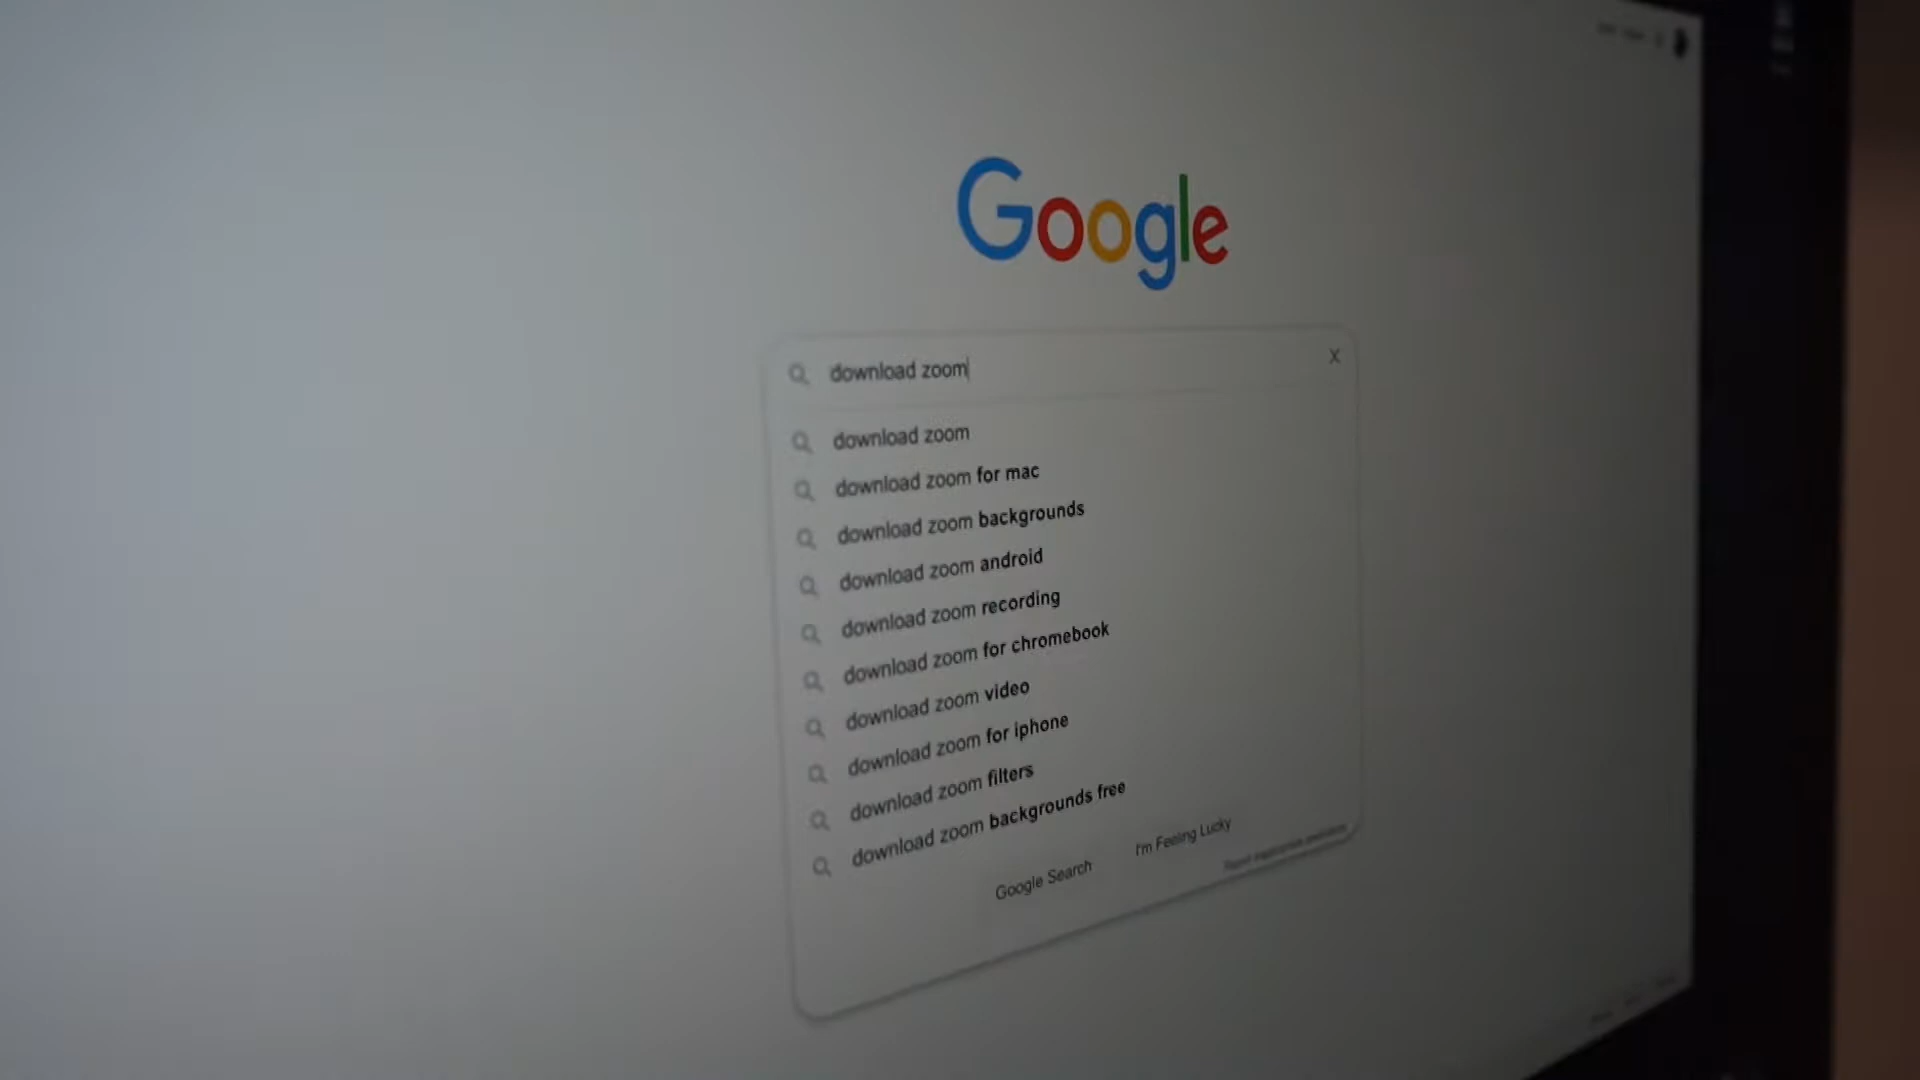 Google
download zoom
X
download zoom
download zoom for mac
download zoom backgrounds
download zoom android
download zoom recording
download zoom for chromebook
download zoom video
download zoom for iphone
download zoom filters
download zoom backgrounds free
Google Search
I'm Feeling Lucky